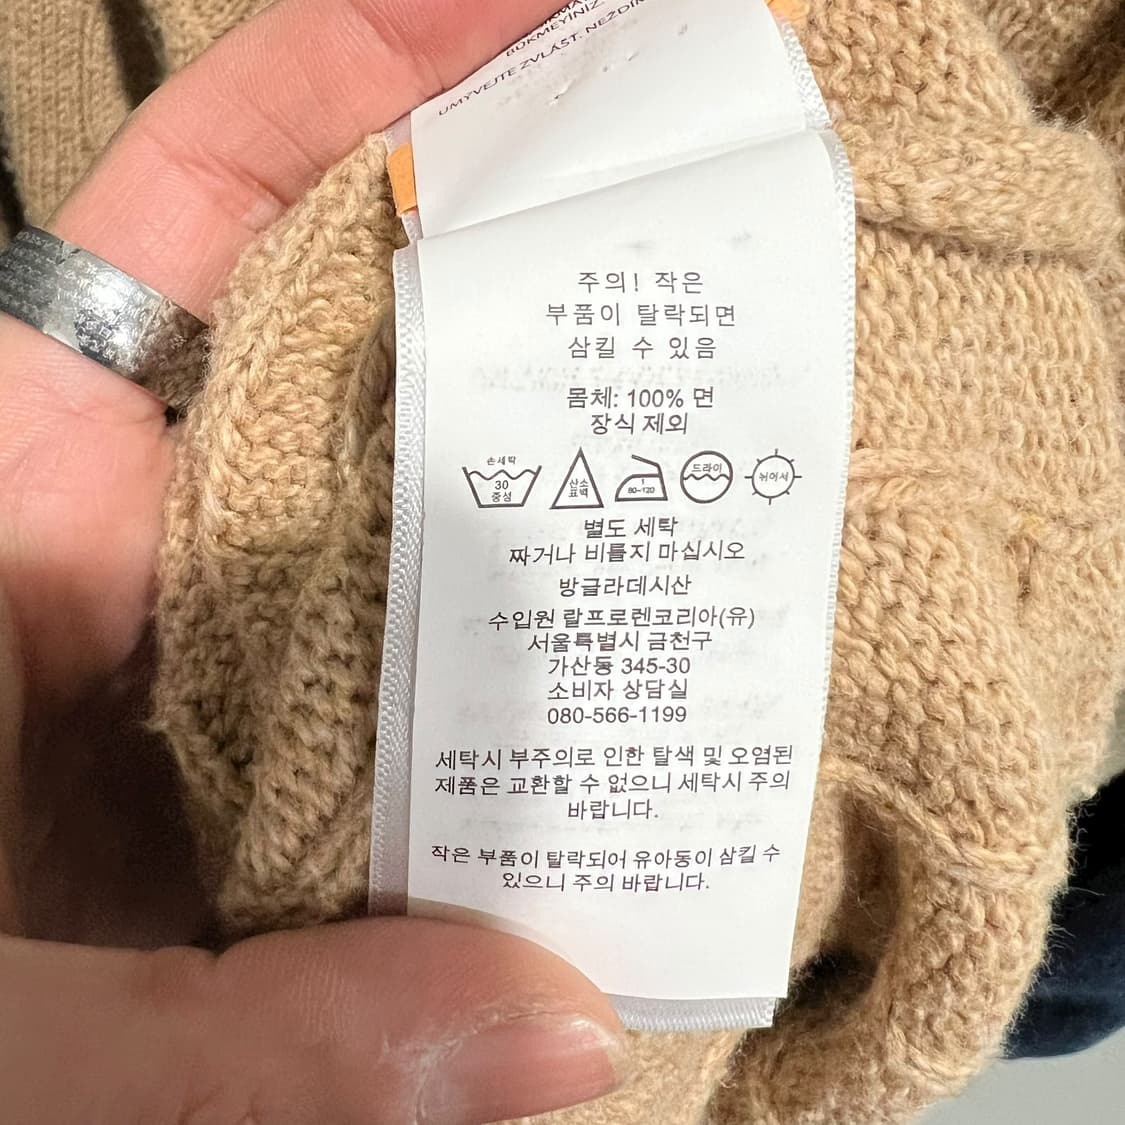 BÜKMEYİNİZ
UMÝVEJTE ZVLÁŠT. NEŽDÍM
주의! 작은
부품이 탈락되면
삼킬 수 있음
몸체: 100% 면
장식 제외
손세탁
30
중성
산소
표백
1
80~120
드라이
뉘어서
별도 세탁
짜거나 비틀지 마십시오
방글라데시산
수입원 랄프로렌코리아(유)
서울특별시 금천구
가산동 345-30
소비자 상담실
080-566-1199
세탁시 부주의로 인한 탈색 및 오염된
제품은 교환할 수 없으니 세탁시 주의
바랍니다.
작은 부품이 탈락되어 유아동이 삼킬 수
있으니 주의 바랍니다.